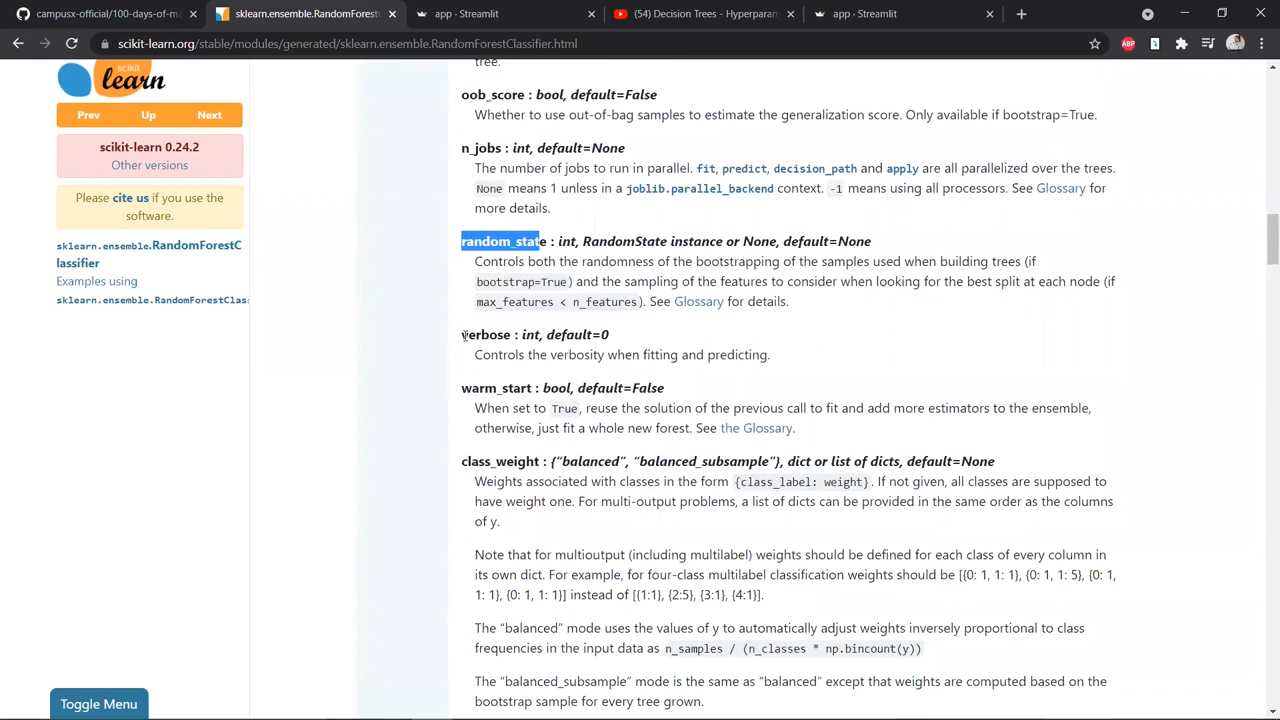 campusx-official/100-days-of-m
sklearn.ensemble.RandomForestC
app · Streamlit
(54) Decision Trees - Hyperparam
app · Streamlit
scikit-learn.org/stable/modules/generated/sklearn.ensemble.RandomForestClassifier.html
ABP
scikit
learn
Prev Up Next
scikit-learn 0.24.2
Other versions
Please cite us if you use the
software.
sklearn.ensemble.RandomForestC
lassifier
Examples using
sklearn.ensemble.RandomForestClass
Toggle Menu
tree.
oob_score : bool, default=False
Whether to use out-of-bag samples to estimate the generalization score. Only available if bootstrap=True.
n_jobs : int, default=None
The number of jobs to run in parallel. fit, predict, decision_path and apply are all parallelized over the trees.
None means 1 unless in a joblib.parallel_backend context. -1 means using all processors. See Glossary for
more details.
random_state : int, RandomState instance or None, default=None
Controls both the randomness of the bootstrapping of the samples used when building trees (if
bootstrap=True) and the sampling of the features to consider when looking for the best split at each node (if
max_features < n_features). See Glossary for details.
verbose : int, default=0
Controls the verbosity when fitting and predicting.
warm_start : bool, default=False
When set to True, reuse the solution of the previous call to fit and add more estimators to the ensemble,
otherwise, just fit a whole new forest. See the Glossary.
class_weight : {“balanced”, “balanced_subsample”}, dict or list of dicts, default=None
Weights associated with classes in the form {class_label: weight}. If not given, all classes are supposed to
have weight one. For multi-output problems, a list of dicts can be provided in the same order as the columns
of y.
Note that for multioutput (including multilabel) weights should be defined for each class of every column in
its own dict. For example, for four-class multilabel classification weights should be [{0: 1, 1: 1}, {0: 1, 1: 5}, {0: 1,
1: 1}, {0: 1, 1: 1}] instead of [{1:1}, {2:5}, {3:1}, {4:1}].
The “balanced” mode uses the values of y to automatically adjust weights inversely proportional to class
frequencies in the input data as n_samples / (n_classes * np.bincount(y))
The “balanced_subsample” mode is the same as “balanced” except that weights are computed based on the
bootstrap sample for every tree grown.